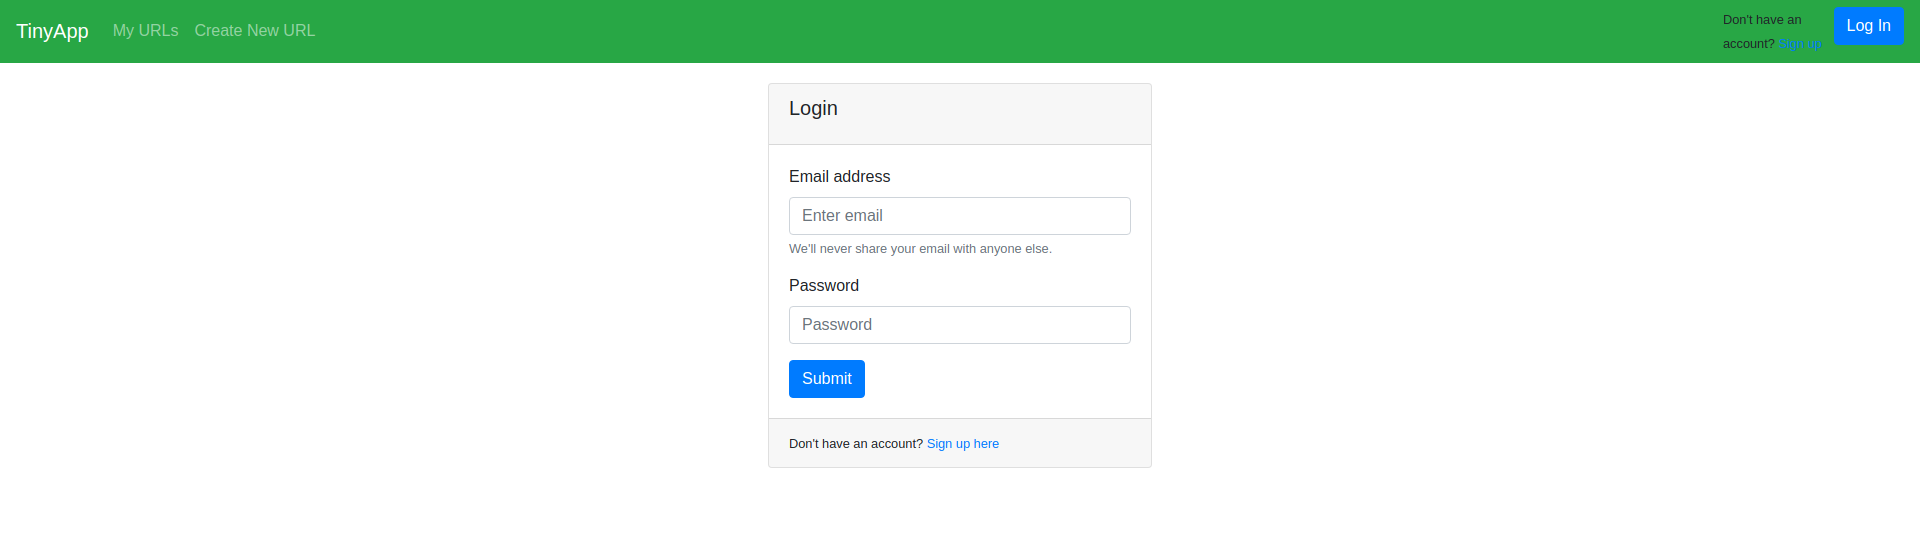 TinyApp My URLs Create New URL
Don't have an
account? Sign up
Log In
Login
Email address
Enter email
We'll never share your email with anyone else.
Password
Password
Submit
Don't have an account? Sign up here